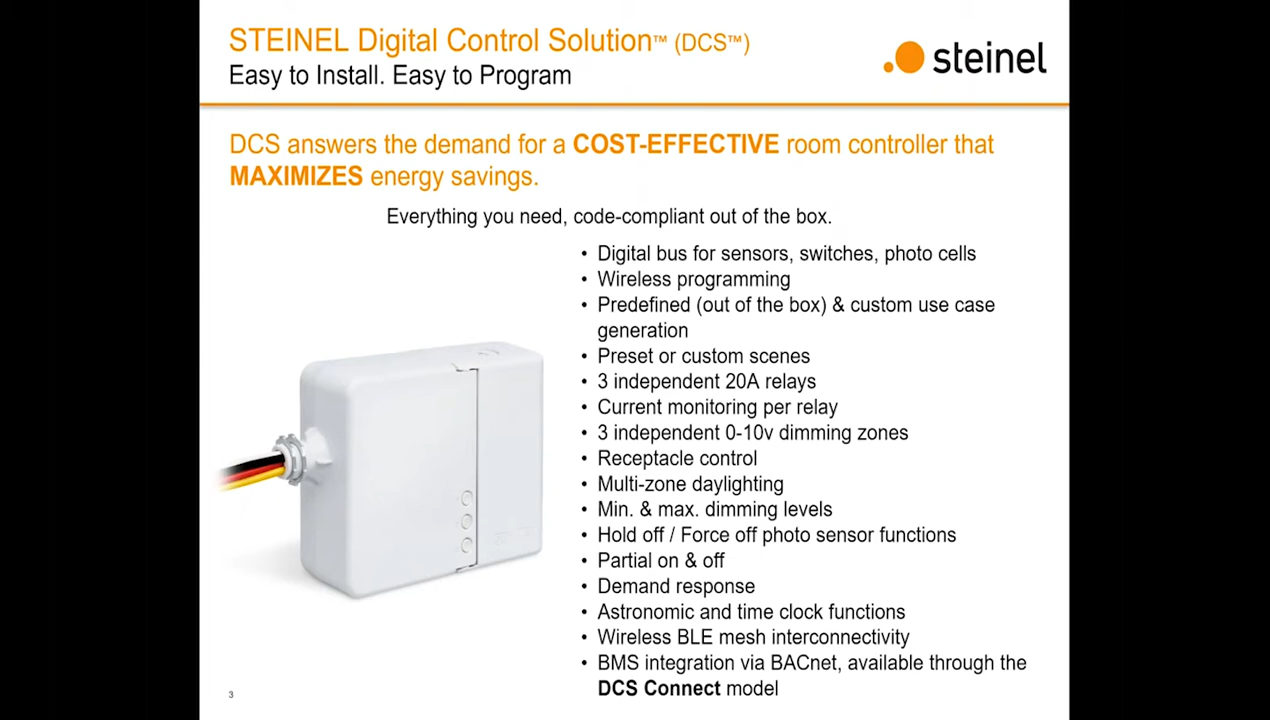 STEINEL Digital Control Solution™ (DCS™)
Easy to Install. Easy to Program
steinel
DCS answers the demand for a COST-EFFECTIVE room controller that
MAXIMIZES energy savings.
Everything you need, code-compliant out of the box.
• Digital bus for sensors, switches, photo cells
• Wireless programming
• Predefined (out of the box) & custom use case
generation
• Preset or custom scenes
• 3 independent 20A relays
• Current monitoring per relay
• 3 independent 0-10v dimming zones
• Receptacle control
• Multi-zone daylighting
• Min. & max. dimming levels
• Hold off / Force off photo sensor functions
• Partial on & off
• Demand response
• Astronomic and time clock functions
• Wireless BLE mesh interconnectivity
• BMS integration via BACnet, available through the
DCS Connect model
3